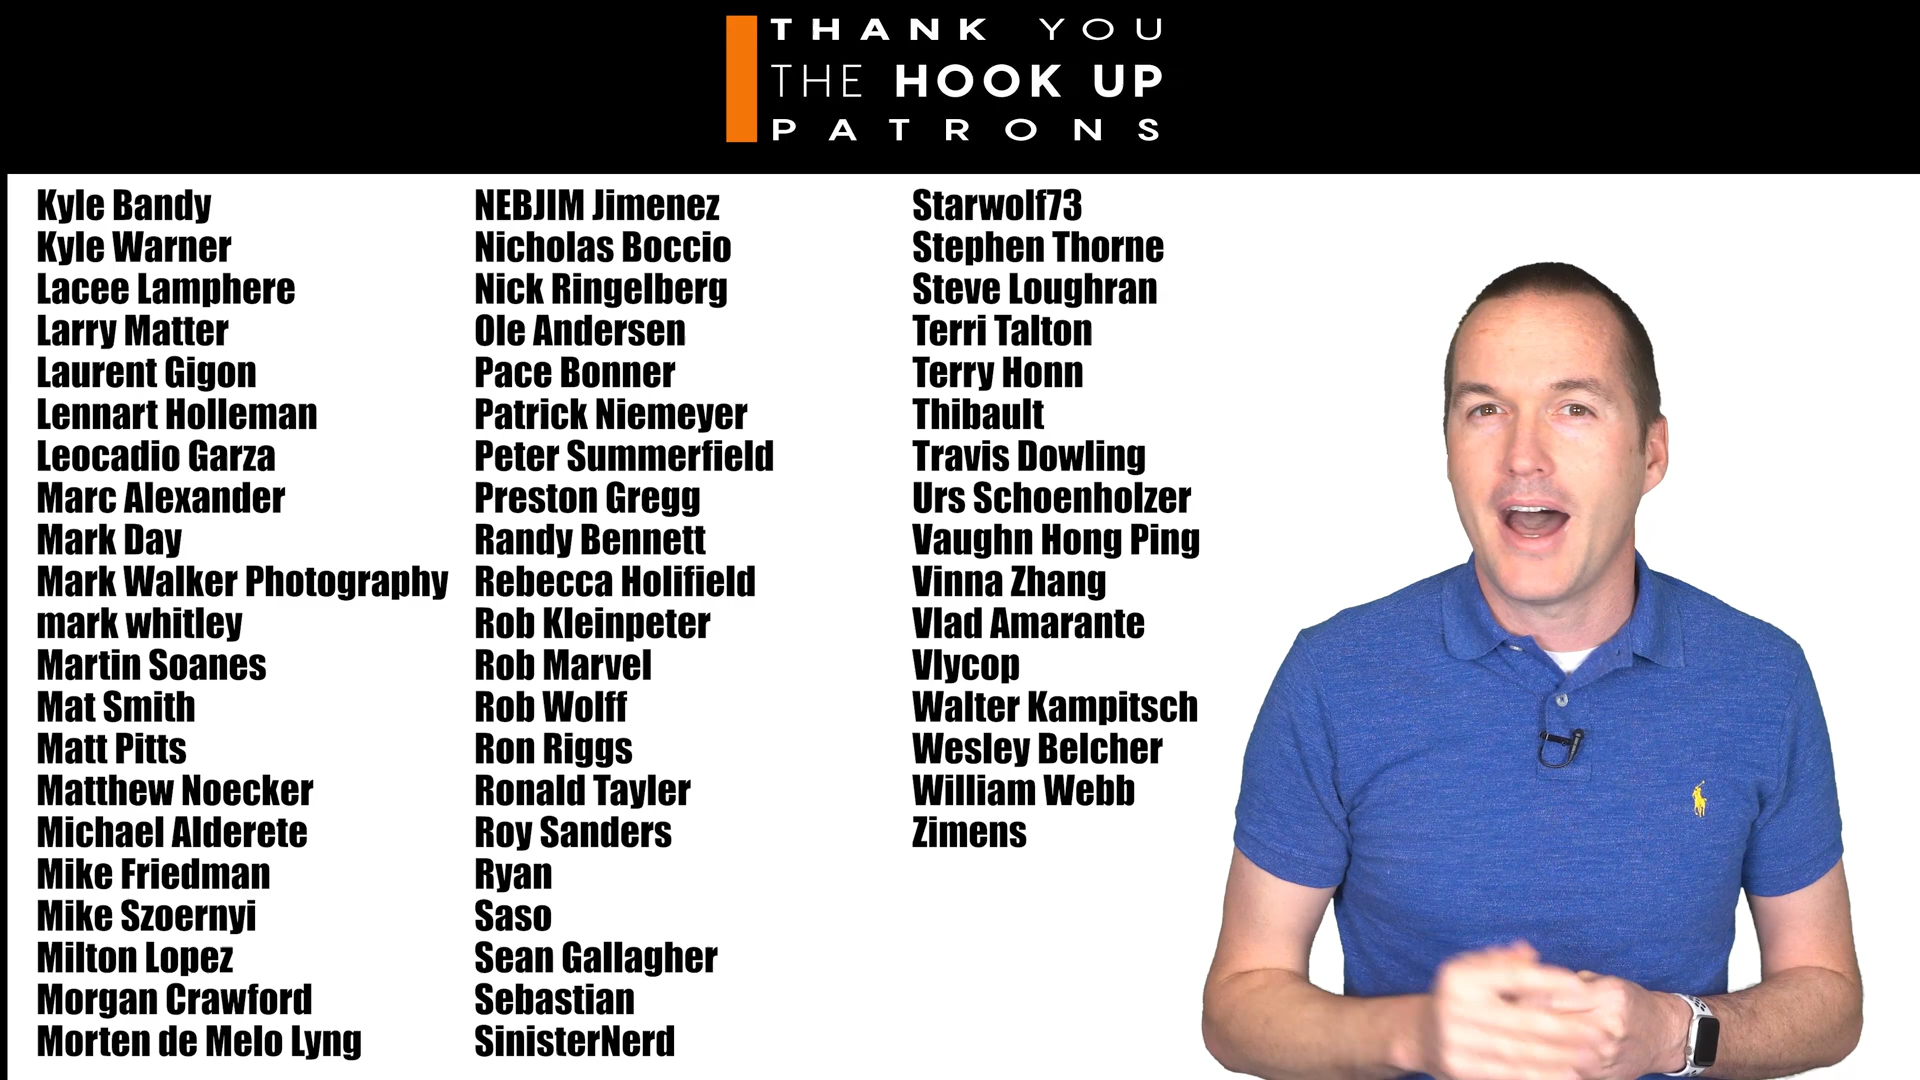 THANK YOU
THE HOOK UP
PATRONS
Kyle Bandy
Kyle Warner
Lacee Lamphere
Larry Matter
Laurent Gigon
Lennart Holleman
Leocadio Garza
Marc Alexander
Mark Day
Mark Walker Photography
mark whitley
Martin Soanes
Mat Smith
Matt Pitts
Matthew Noecker
Michael Alderete
Mike Friedman
Mike Szoernyi
Milton Lopez
Morgan Crawford
Morten de Melo Lyng
NEBJIM Jimenez
Nicholas Boccio
Nick Ringelberg
Ole Andersen
Pace Bonner
Patrick Niemeyer
Peter Summerfield
Preston Gregg
Randy Bennett
Rebecca Holifield
Rob Kleinpeter
Rob Marvel
Rob Wolff
Ron Riggs
Ronald Tayler
Roy Sanders
Ryan
Saso
Sean Gallagher
Sebastian
SinisterNerd
Starwolf73
Stephen Thorne
Steve Loughran
Terri Talton
Terry Honn
Thibault
Travis Dowling
Urs Schoenholzer
Vaughn Hong Ping
Vinna Zhang
Vlad Amarante
Vlycop
Walter Kampitsch
Wesley Belcher
William Webb
Zimens